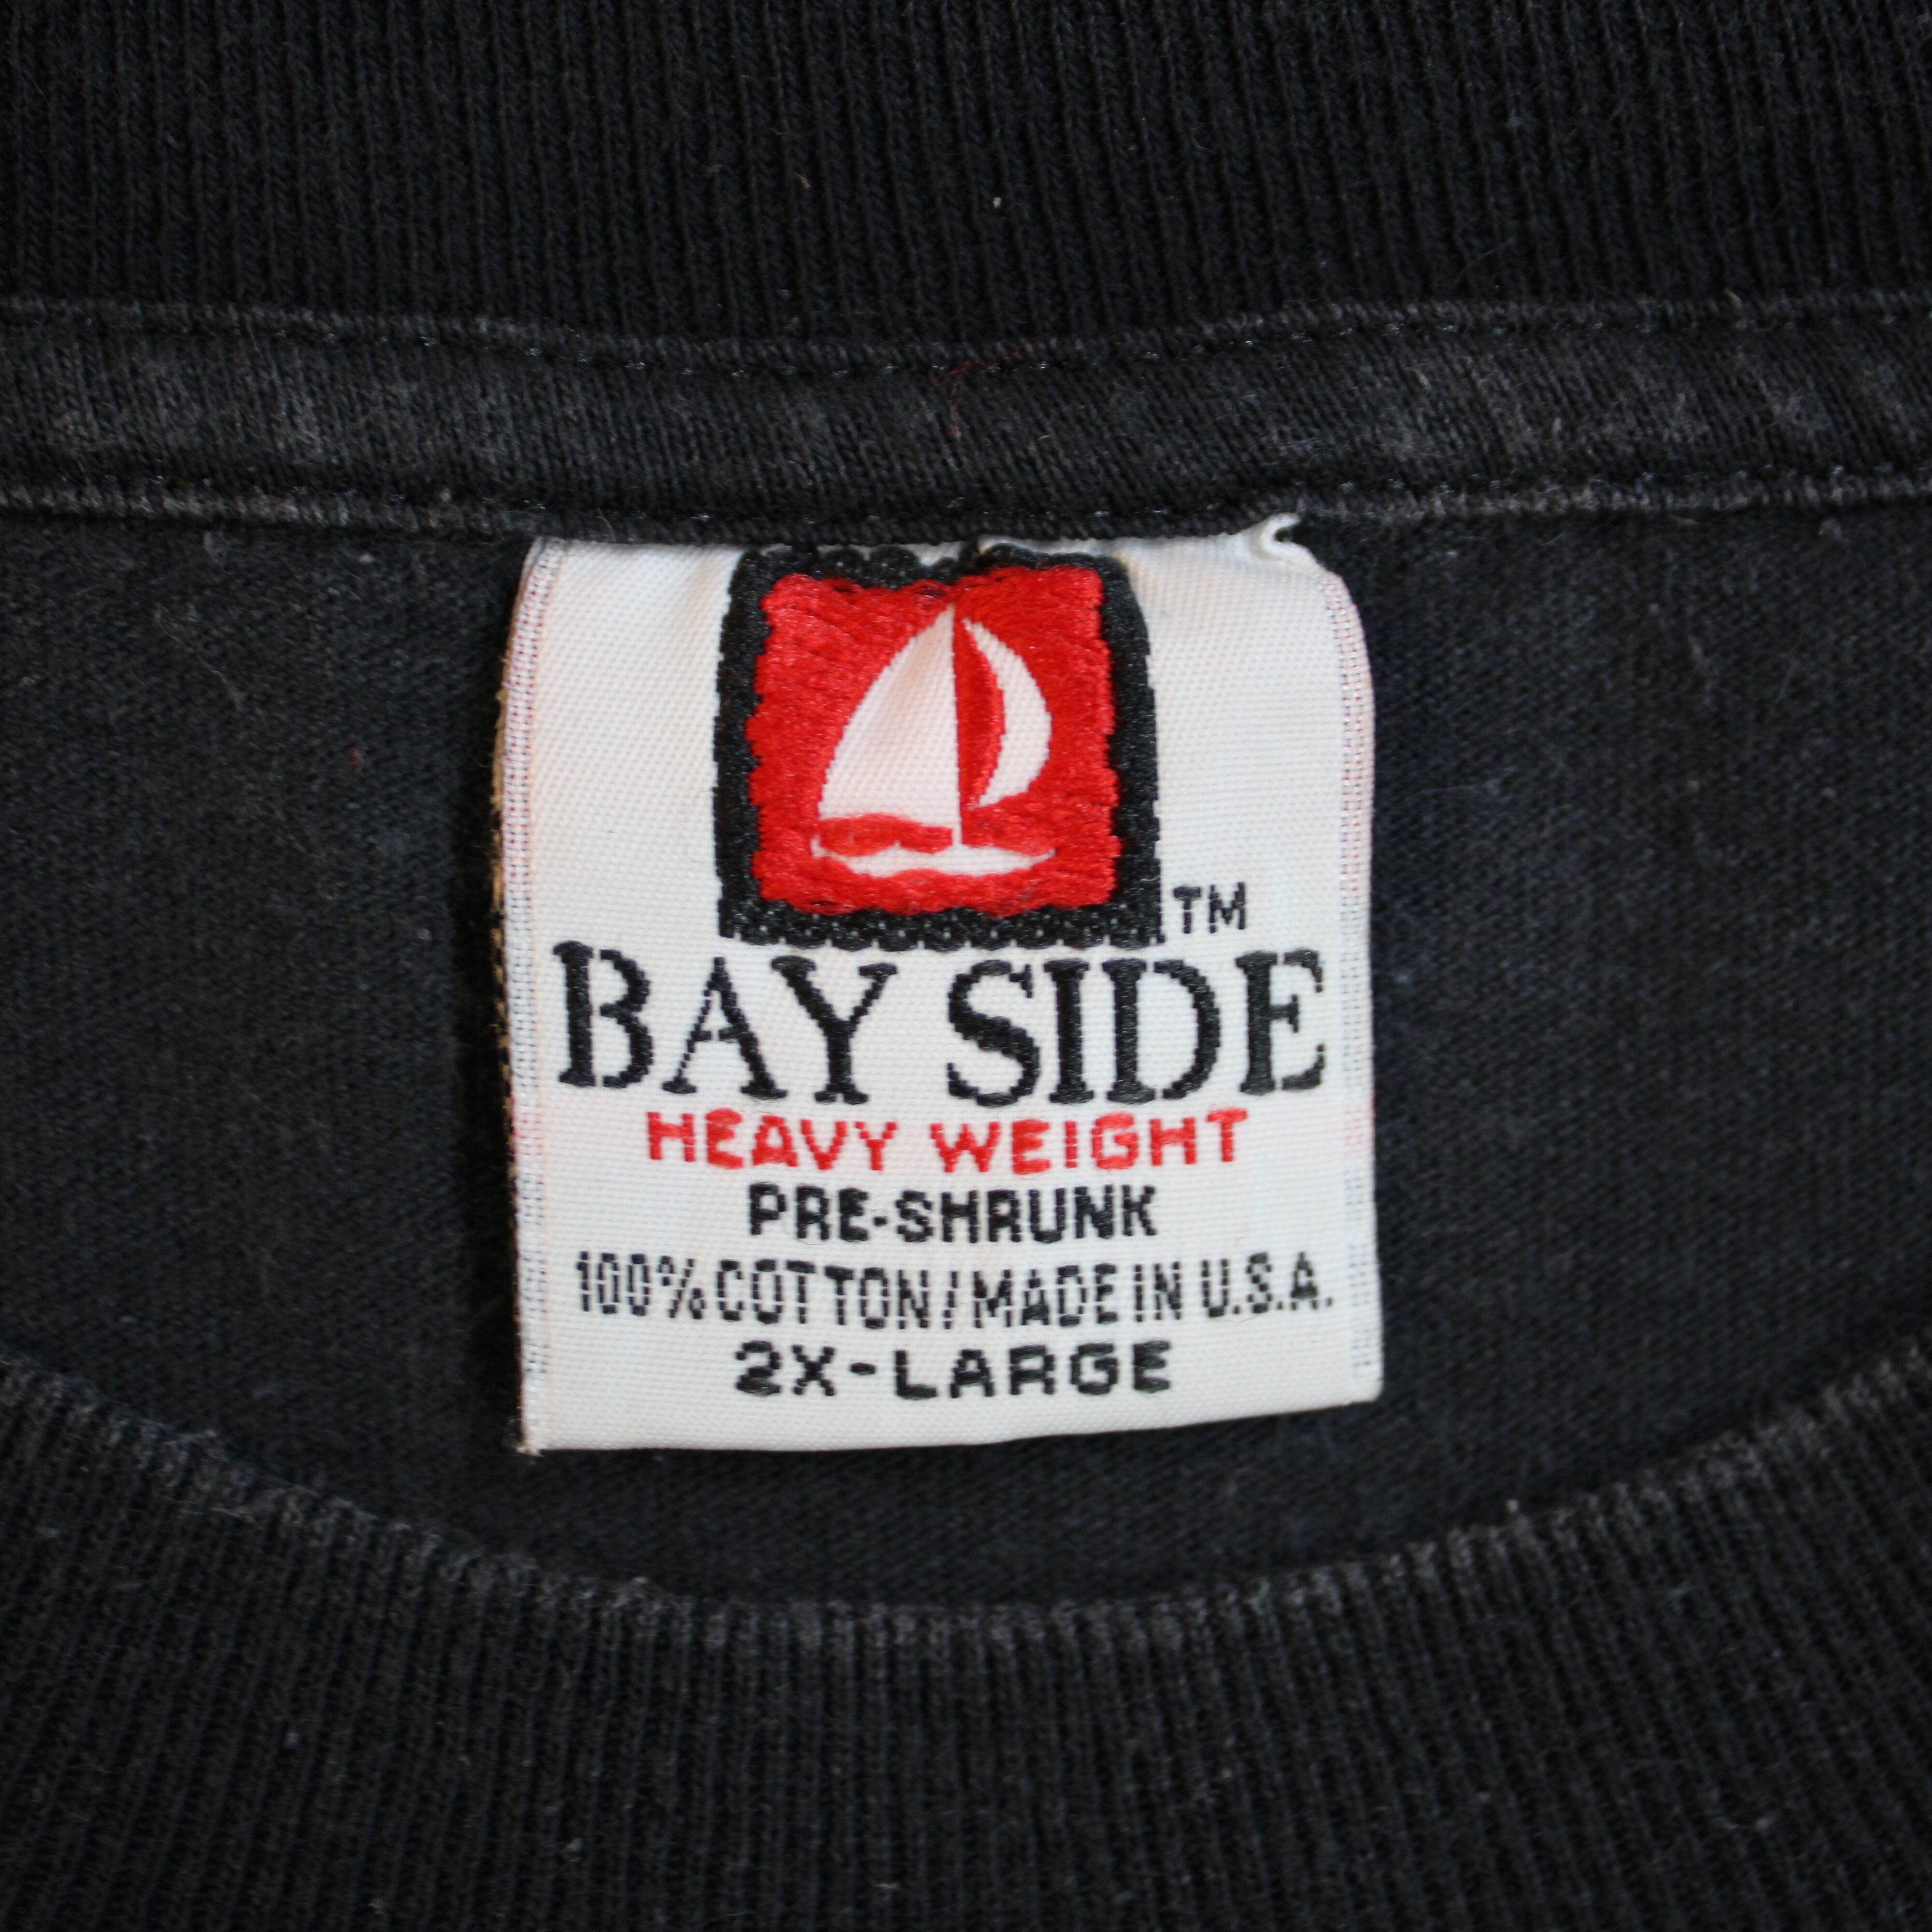 TM
BAY SIDE
HEAVY WEIGHT
PRE-SHRUNK
100% COTTON/MADE IN U.S.A.
2X-LARGE